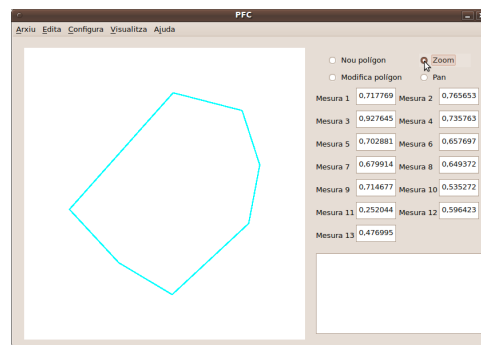 PFC
Arxiu Edita Configura Visualitza Ajuda
Nou polígon Zoom
Modifica polígon Pan
Mesura 1 0,717769 Mesura 2 0,765653
Mesura 3 0,927645 Mesura 4 0,735763
Mesura 5 0,702881 Mesura 6 0,657697
Mesura 7 0,679914 Mesura 8 0,649372
Mesura 9 0,714677 Mesura 10 0,535272
Mesura 11 0,252044 Mesura 12 0,596423
Mesura 13 0,476995